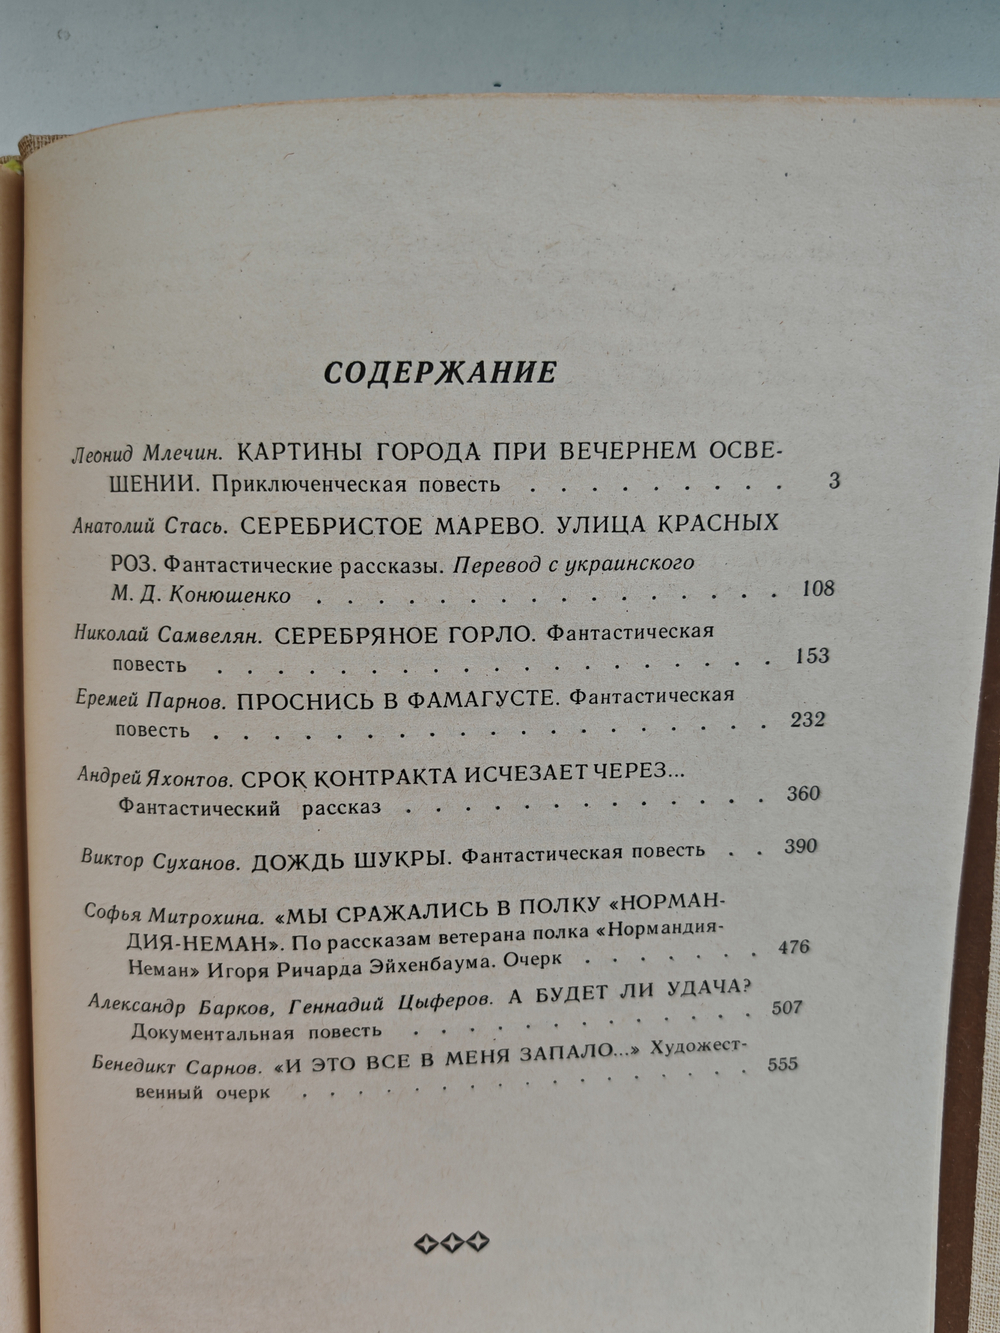 СОДЕРЖАНИЕ
Леонид Млечин. КАРТИНЫ ГОРОДА ПРИ ВЕЧЕРНЕМ ОСВЕ-
ШЕНИИ. Приключенческая повесть . . . . . . . . . 3
Анатолий Стась. СЕРЕБРИСТОЕ МАРЕВО. УЛИЦА КРАСНЫХ
РОЗ. Фантастические рассказы. Перевод с украинского
М. Д. Конюшенко . . . . . . . . . . . . . . . 108
Николай Самвелян. СЕРЕБРЯНОЕ ГОРЛО. Фантастическая
повесть . . . . . . . . . . . . . . . . . . 153
Еремей Парнов. ПРОСНИСЬ В ФАМАГУСТЕ. Фантастическая
повесть . . . . . . . . . . . . . . . . . . 232
Андрей Яхонтов. СРОК КОНТРАКТА ИСЧЕЗАЕТ ЧЕРЕЗ...
Фантастический рассказ . . . . . . . . . . . . . 360
Виктор Суханов. ДОЖДЬ ШУКРЫ. Фантастическая повесть . . 390
Софья Митрохина. «МЫ СРАЖАЛИСЬ В ПОЛКУ «НОРМАН-
ДИЯ-НЕМАН». По рассказам ветерана полка «Нормандия-
Неман» Игоря Ричарда Эйхенбаума. Очерк . . . . . . . 476
Александр Барков, Геннадий Цыферов. А БУДЕТ ЛИ УДАЧА?
Документальная повесть . . . . . . . . . . . . . 507
Бенедикт Сарнов. «И ЭТО ВСЕ В МЕНЯ ЗАПАЛО...» Художест-
венный очерк . . . . . . . . . . . . . . . . 555